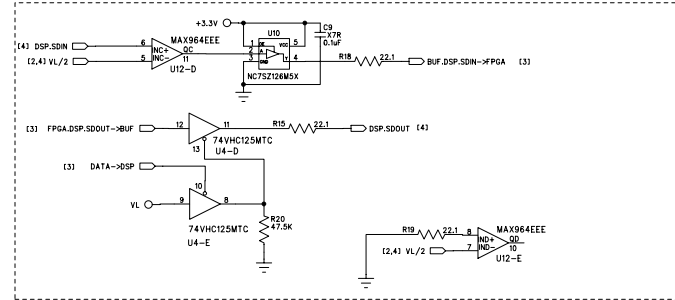 +3.3V
U10
C9
X7R
0.1uF
[4] DSP.SDIN
6
INC+
MAX964EEE
QC
11
[2,4] VL/2
5
INC-
U12-D
1
OE
VCC
5
2
A
Y
4
3
GND
NC7SZ126M5X
R18
22.1
BUF.DSP.SDIN->FPGA [3]
[3] FPGA.DSP.SDOUT->BUF
12
11
R15
22.1
DSP.SDOUT [4]
13
74VHC125MTC
U4-D
[3] DATA->DSP
10
VL
9
8
74VHC125MTC
U4-E
R20
47.5K
R19
22.1
8
IND+
MAX964EEE
QD
10
[2,4] VL/2
7
IND-
U12-E